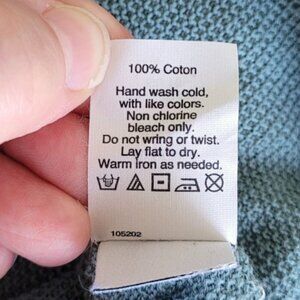 100% Coton
Hand wash cold,
with like colors.
Non chlorine
bleach only.
Do not wring or twist.
Lay flat to dry.
Warm iron as needed.
105202